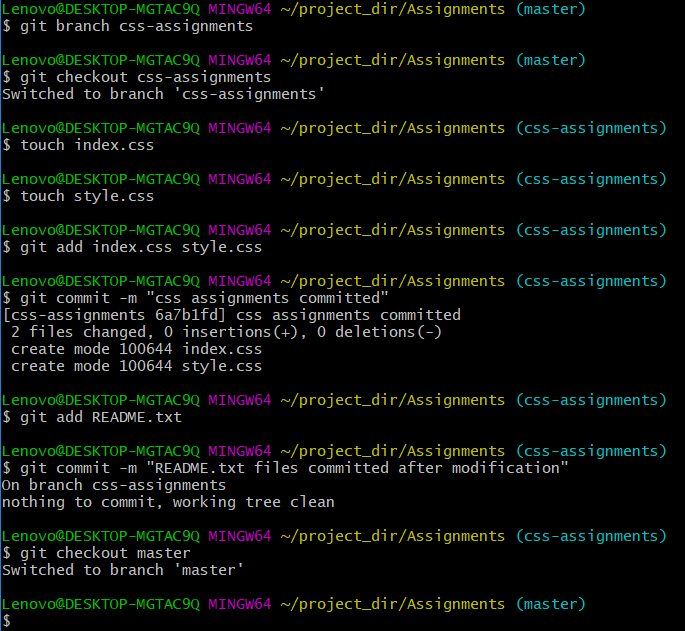 Lenovo@DESKTOP-MGTAC9Q MINGW64 ~/project_dir/Assignments (master)
$ git branch css-assignments
Lenovo@DESKTOP-MGTAC9Q MINGW64 ~/project_dir/Assignments (master)
$ git checkout css-assignments
Switched to branch 'css-assignments'
Lenovo@DESKTOP-MGTAC9Q MINGW64 ~/project_dir/Assignments (css-assignments)
$ touch index.css
Lenovo@DESKTOP-MGTAC9Q MINGW64 ~/project_dir/Assignments (css-assignments)
$ touch style.css
Lenovo@DESKTOP-MGTAC9Q MINGW64 ~/project_dir/Assignments (css-assignments)
$ git add index.css style.css
Lenovo@DESKTOP-MGTAC9Q MINGW64 ~/project_dir/Assignments (css-assignments)
$ git commit -m "css assignments committed"
[css-assignments 6a7b1fd] css assignments committed
2 files changed, 0 insertions(+), 0 deletions(-)
create mode 100644 index.css
create mode 100644 style.css
Lenovo@DESKTOP-MGTAC9Q MINGW64 ~/project_dir/Assignments (css-assignments)
$ git add README.txt
Lenovo@DESKTOP-MGTAC9Q MINGW64 ~/project_dir/Assignments (css-assignments)
$ git commit -m "README.txt files committed after modification"
On branch css-assignments
nothing to commit, working tree clean
Lenovo@DESKTOP-MGTAC9Q MINGW64 ~/project_dir/Assignments (css-assignments)
$ git checkout master
Switched to branch 'master'
Lenovo@DESKTOP-MGTAC9Q MINGW64 ~/project_dir/Assignments (master)
$